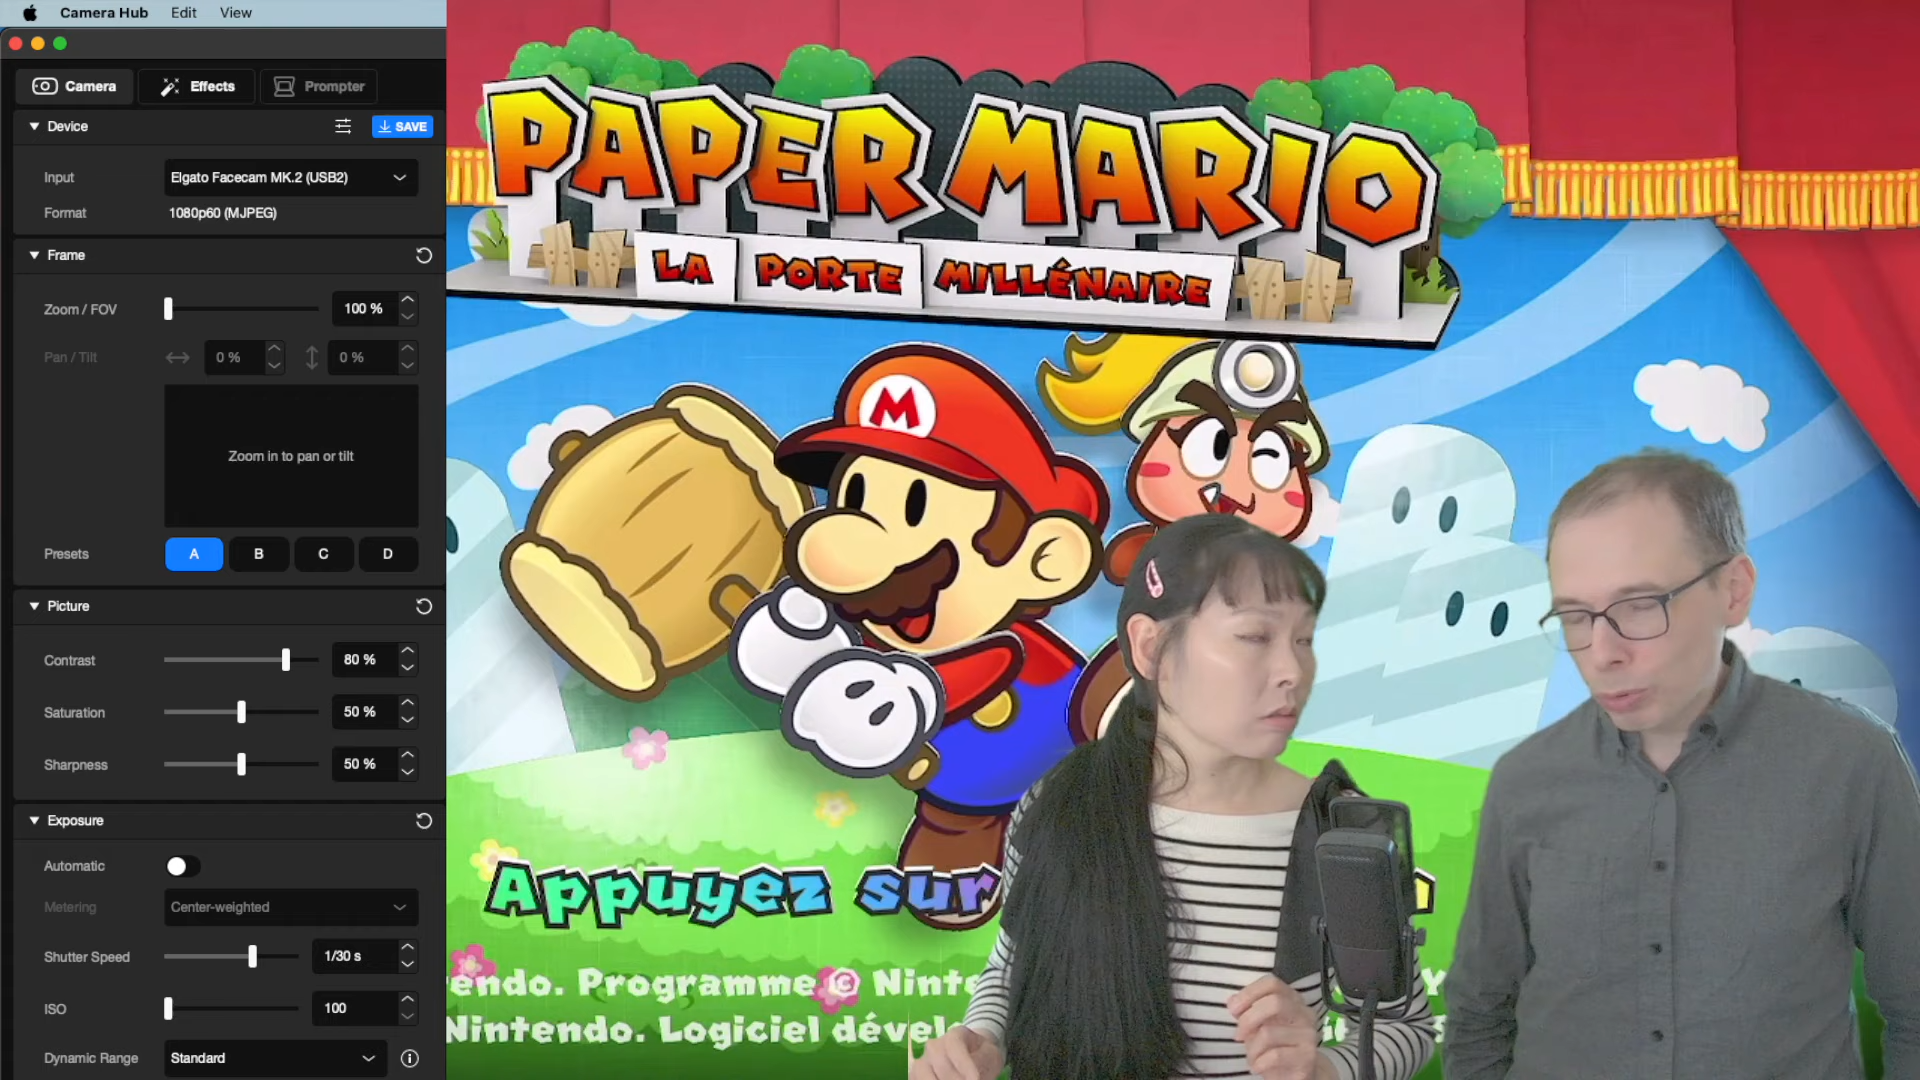 Camera Hub Edit View
Camera Effects Prompter
Device SAVE
Input Elgato Facecam MK.2 (USB2)
Format 1080p60 (MJPEG)
Frame
Zoom / FOV 100 %
Pan / Tilt 0 % 0 %
Zoom in to pan or tilt
Presets A B C D
Picture
Contrast 80 %
Saturation 50 %
Sharpness 50 %
Exposure
Automatic
Metering Center-weighted
Shutter Speed 1/30 s
ISO 100
Dynamic Range Standard
PAPER MARIO
LA PORTE MILLÉNAIRE
M
Appuyez sur
Programme ©
Nintendo. Logiciel